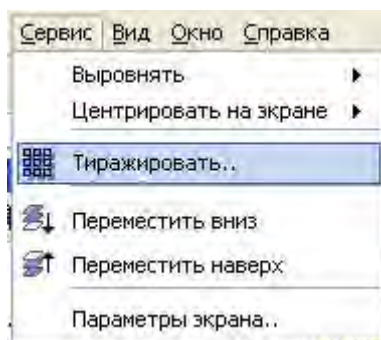 Сервис Вид Окно Справка
Выровнять
Центрировать на экране
Тиражировать..
Переместить вниз
Переместить наверх
Параметры экрана..